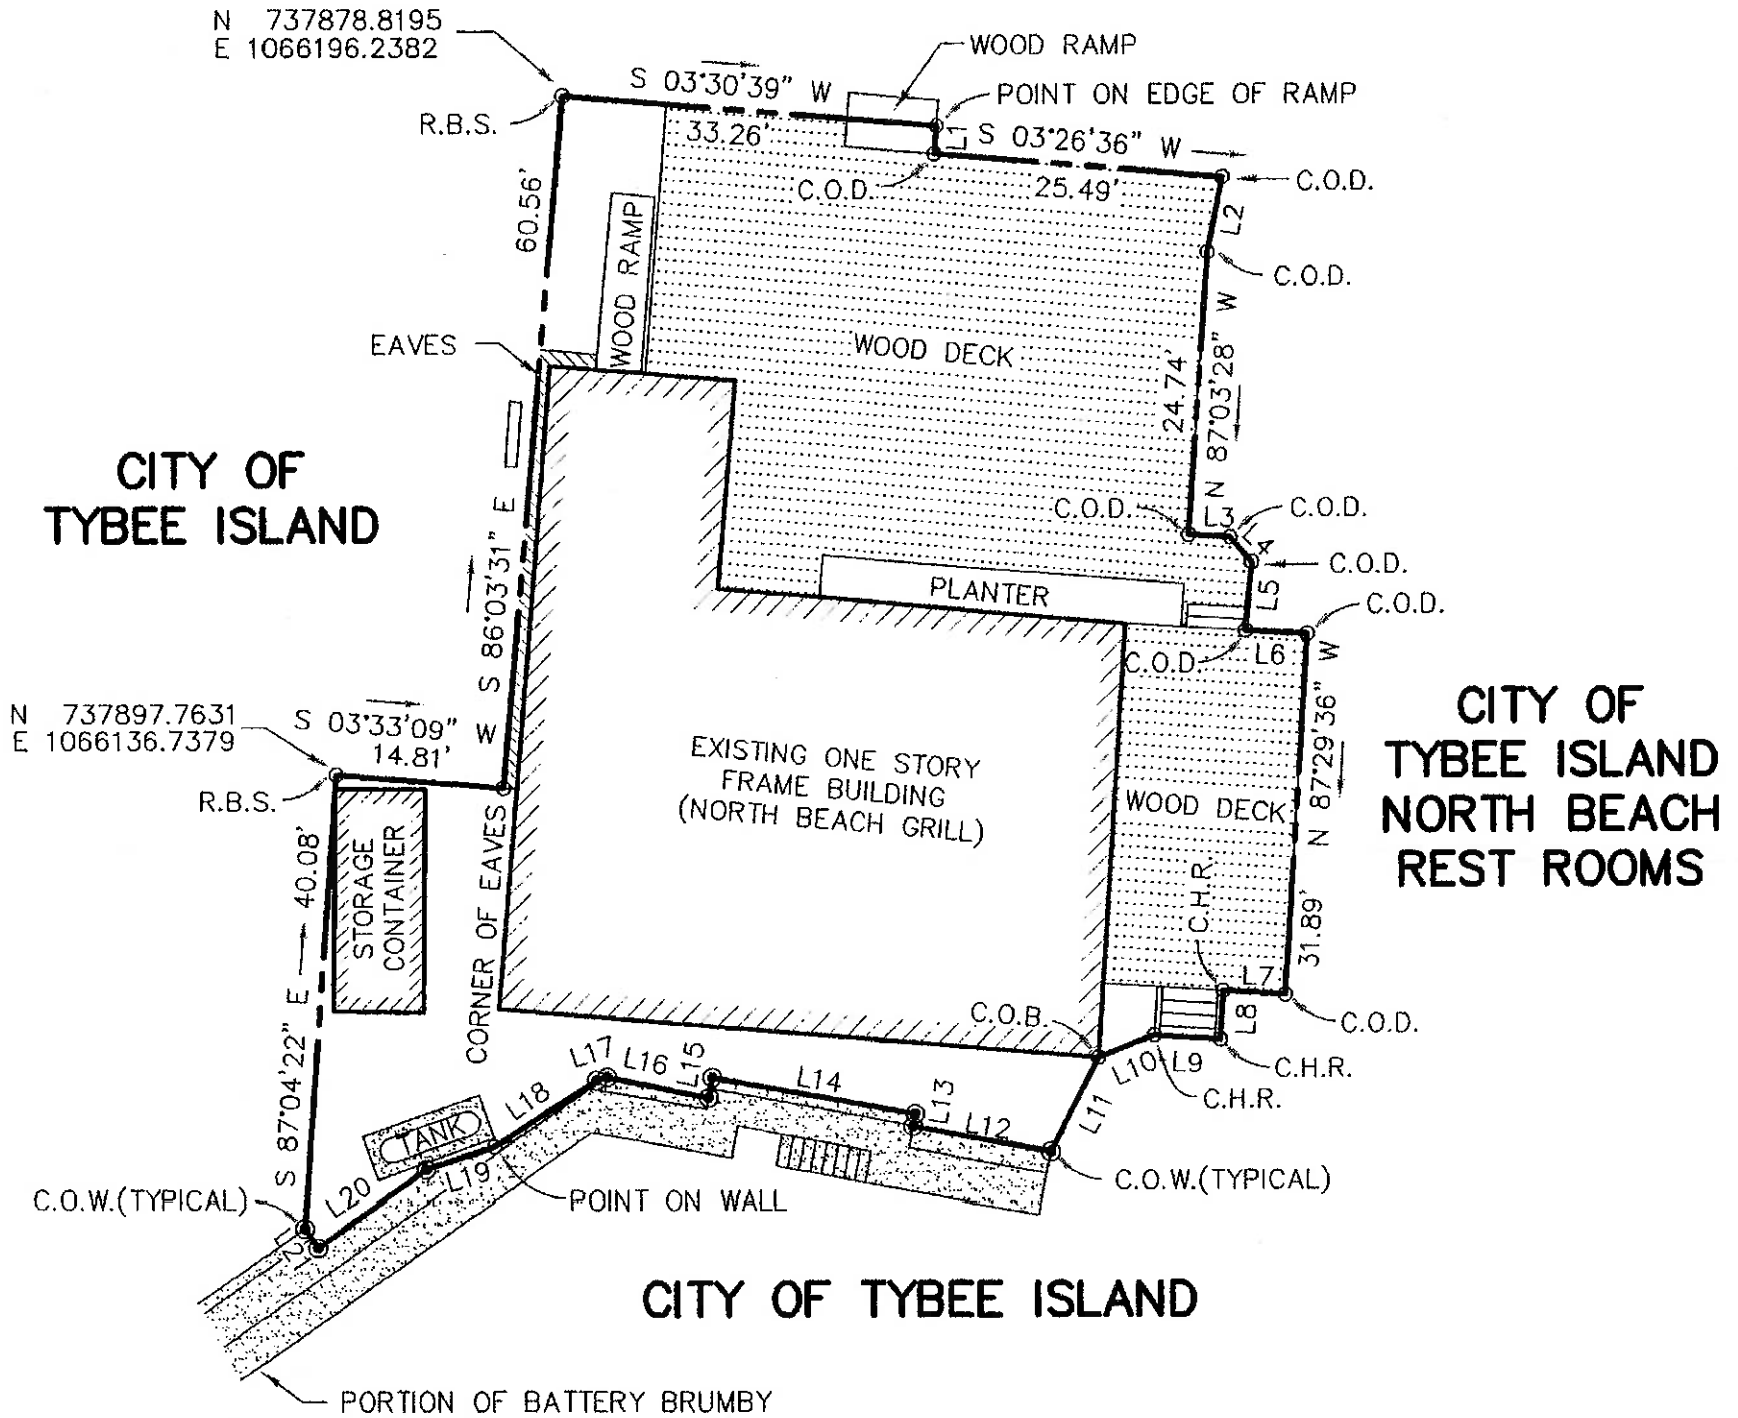 N 737878.8195
E 1066196.2382
WOOD RAMP
S 03°30'39" W
33.26'
POINT ON EDGE OF RAMP
R.B.S.
L1
S 03°26'36" W
25.49'
C.O.D.
C.O.D.
60.56'
WOOD RAMP
L2
C.O.D.
EAVES
WOOD DECK
24.74'
N 87°03'28" W
CITY OF
TYBEE ISLAND
C.O.D.
L3
C.O.D.
L4
C.O.D.
S 86°03'31" E
PLANTER
L5
C.O.D.
C.O.D.
L6
N 737897.7631
E 1066136.7379
S 03°33'09" W
14.81'
R.B.S.
EXISTING ONE STORY
FRAME BUILDING
(NORTH BEACH GRILL)
WOOD DECK
N 87°29'36" W
31.89'
CITY OF
TYBEE ISLAND
NORTH BEACH
REST ROOMS
STORAGE
CONTAINER
CORNER OF EAVES
S 87°04'22" E
40.08'
C.H.R.
L7
C.O.D.
L8
C.O.B.
C.H.R.
L10
L9
C.H.R.
L17
L16
L15
L14
L13
L12
L11
L18
TANK
L19
L20
C.O.W.(TYPICAL)
POINT ON WALL
C.O.W.(TYPICAL)
L21
CITY OF TYBEE ISLAND
PORTION OF BATTERY BRUMBY